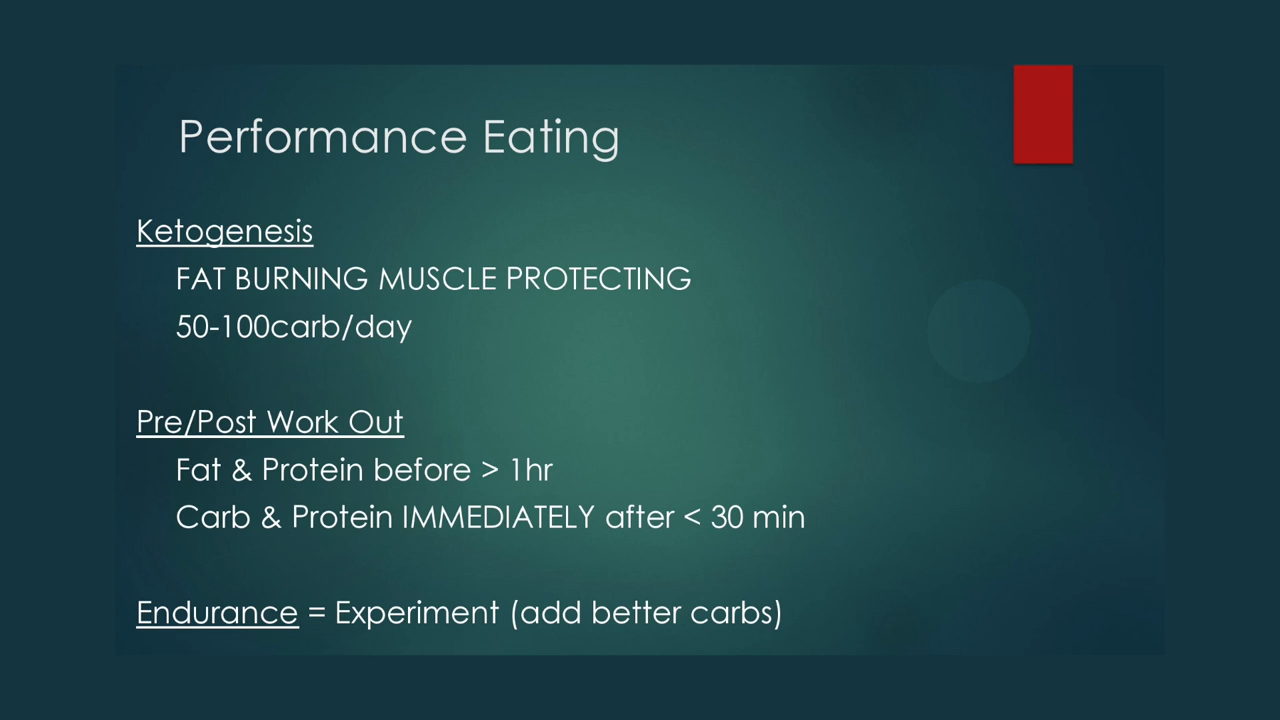 Performance Eating
Ketogenesis
FAT BURNING MUSCLE PROTECTING
50-100carb/day
Pre/Post Work Out
Fat & Protein before > 1hr
Carb & Protein IMMEDIATELY after < 30 min
Endurance = Experiment (add better carbs)